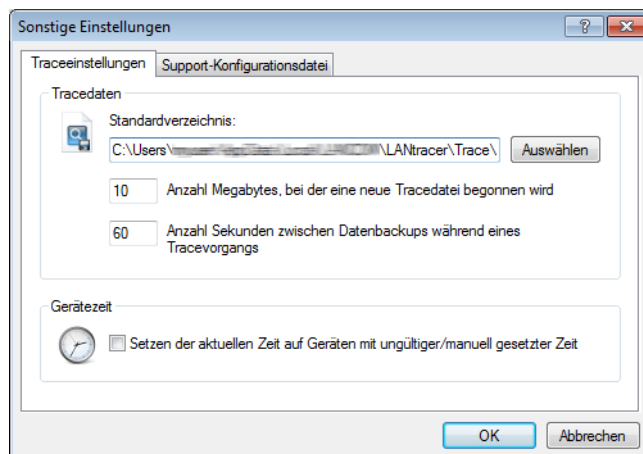 Sonstige Einstellungen
Traceeinstellungen
Support-Konfigurationsdatei
Tracedaten
Standardverzeichnis:
C:\Users\ \LANtracer\Trace\
Auswählen
10 Anzahl Megabytes, bei der eine neue Tracedatei begonnen wird
60 Anzahl Sekunden zwischen Datenbackups während eines
Tracevorgangs
Gerätezeit
Setzen der aktuellen Zeit auf Geräten mit ungültiger/manuell gesetzter Zeit
OK
Abbrechen